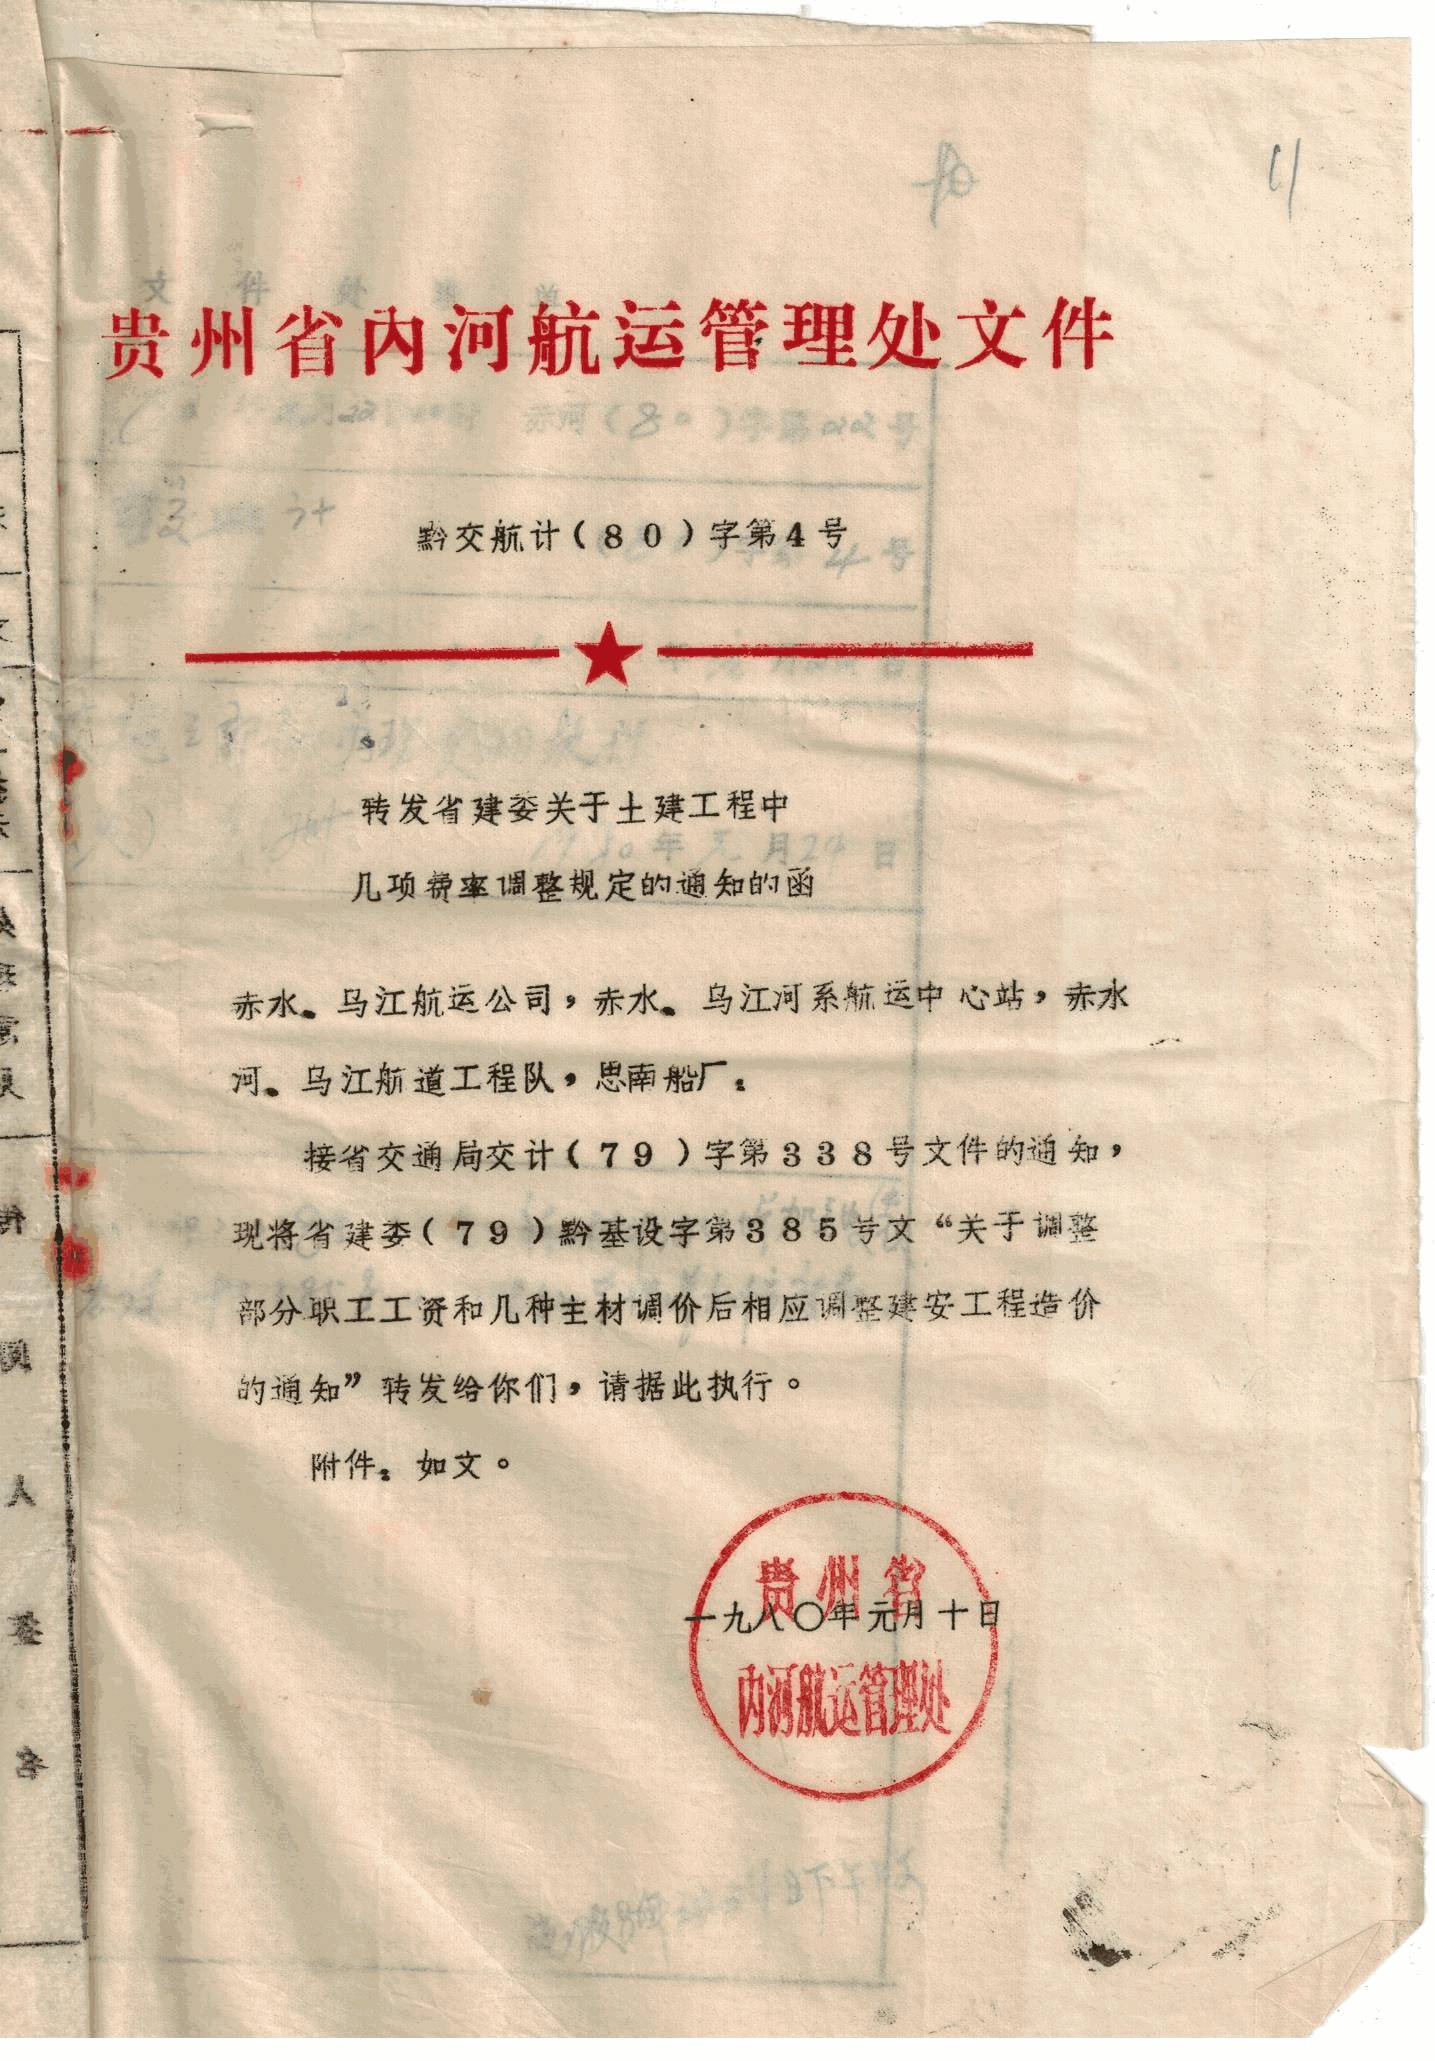 11
贵州省内河航运管理处文件
黔交航计(80)字第4号
转发省建委关于土建工程中
几项费率调整规定的通知的函
赤水、乌江航运公司，赤水、乌江河系航运中心站，赤水
河、乌江航道工程队，思南船厂：
接省交通局交计(79)字第338号文件的通知，
现将省建委(79)黔基设字第385号文“关于调整
部分职工工资和几种主材调价后相应调整建安工程造价
的通知”转发给你们，请据此执行。
附件：如文。
贵州省
一九八〇年元月十日
内河航运管理处
人
名